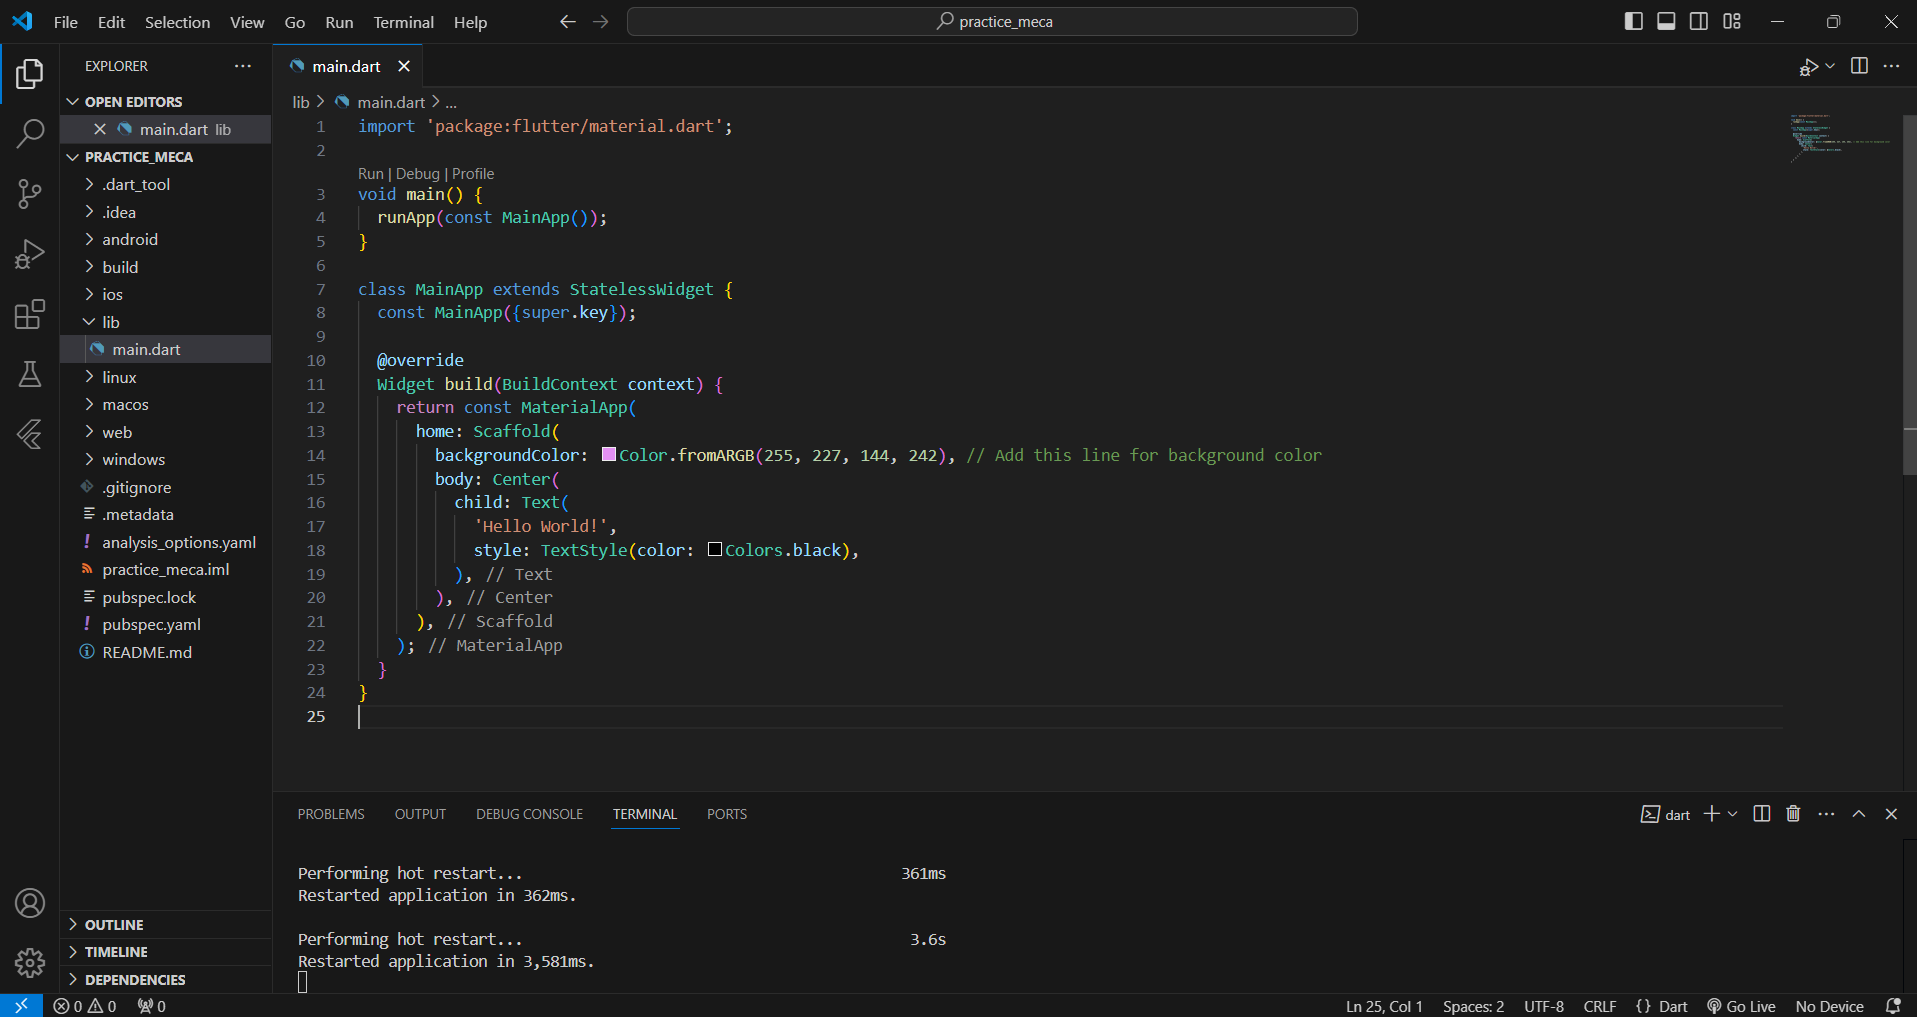 File Edit Selection View Go Run Terminal Help
practice_meca
EXPLORER
OPEN EDITORS
main.dart lib
PRACTICE_MECA
.dart_tool
.idea
android
build
ios
lib
main.dart
linux
macos
web
windows
.gitignore
.metadata
analysis_options.yaml
practice_meca.iml
pubspec.lock
pubspec.yaml
README.md
OUTLINE
TIMELINE
DEPENDENCIES
main.dart
lib > main.dart > ...
1 import 'package:flutter/material.dart';
2
Run | Debug | Profile
3 void main() {
4 runApp(const MainApp());
5 }
6
7 class MainApp extends StatelessWidget {
8 const MainApp({super.key});
9
10 @override
11 Widget build(BuildContext context) {
12 return const MaterialApp(
13 home: Scaffold(
14 backgroundColor: Color.fromARGB(255, 227, 144, 242), // Add this line for background color
15 body: Center(
16 child: Text(
17 'Hello World!',
18 style: TextStyle(color: Colors.black),
19 ), // Text
20 ), // Center
21 ), // Scaffold
22 ); // MaterialApp
23 }
24 }
25
PROBLEMS OUTPUT DEBUG CONSOLE TERMINAL PORTS
dart
Performing hot restart... 361ms
Restarted application in 362ms.
Performing hot restart... 3.6s
Restarted application in 3,581ms.
0 0 0
Ln 25, Col 1 Spaces: 2 UTF-8 CRLF {} Dart Go Live No Device